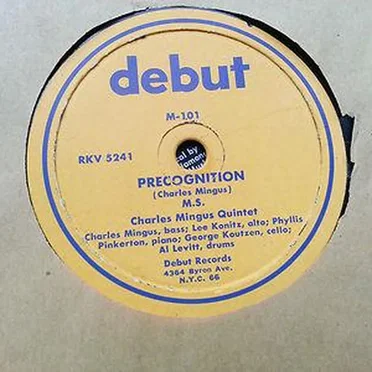 debut
M-101
RKV 5241
PRECOGNITION
(Charles Mingus)
M.S.
Charles Mingus Quintet
Charles Mingus, bass; Lee Konitz, alto; Phyllis
Pinkerton, piano; George Koutzen, cello;
Al Levitt, drums
Debut Records
4364 Byron Ave.
N.Y.C. 66